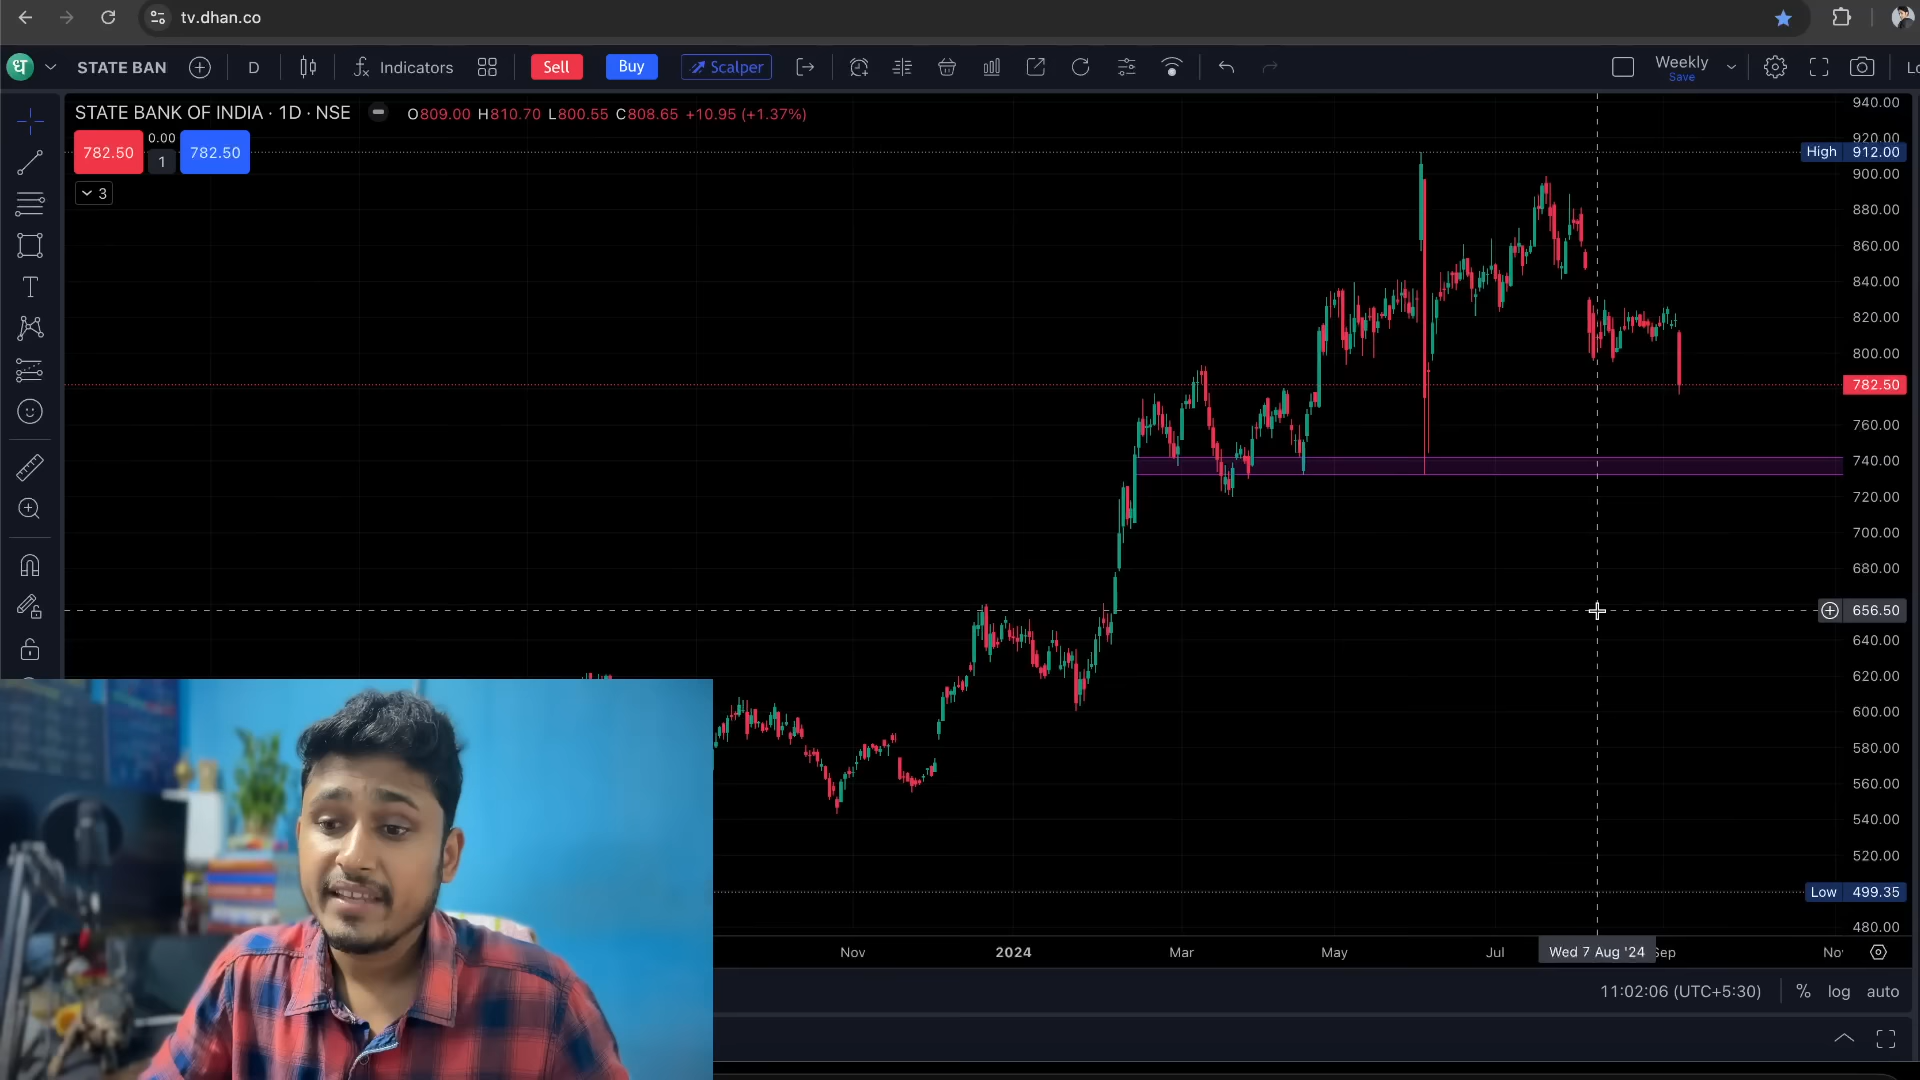 tv.dhan.co
ध STATE BAN D Indicators Sell Buy Scalper Weekly
Save
STATE BANK OF INDIA · 1D · NSE O809.00 H810.70 L800.55 C808.65 +10.95 (+1.37%)
782.50 0.00 782.50
1
3
940.00
920.00
High 912.00
900.00
880.00
860.00
840.00
820.00
800.00
782.50
760.00
740.00
720.00
700.00
680.00
656.50
640.00
620.00
600.00
580.00
560.00
540.00
520.00
Low 499.35
480.00
Nov 2024 Mar May Jul Wed 7 Aug '24 Sep
11:02:06 (UTC+5:30) % log auto